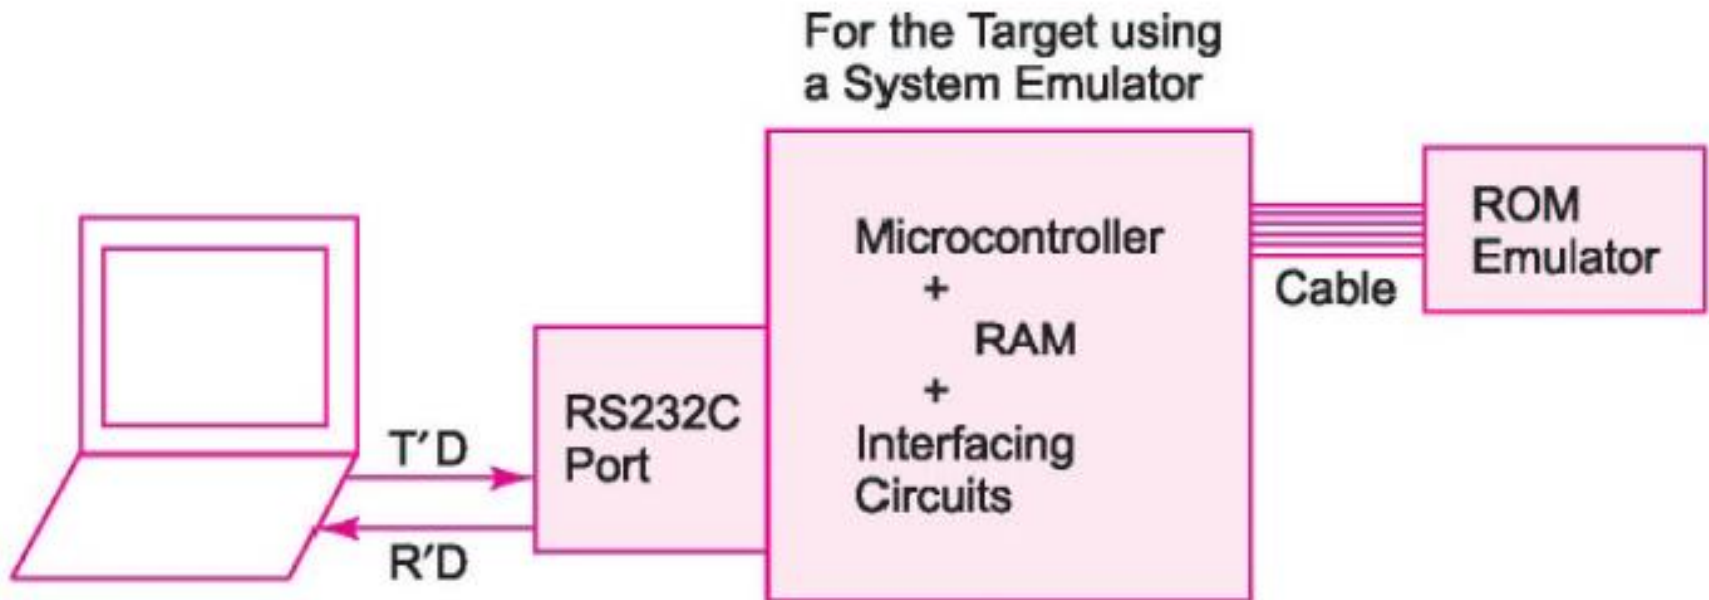 For the Target using
a System Emulator
Microcontroller
+
RAM
+
Interfacing
Circuits
ROM
Emulator
Cable
RS232C
Port
T′D
R′D